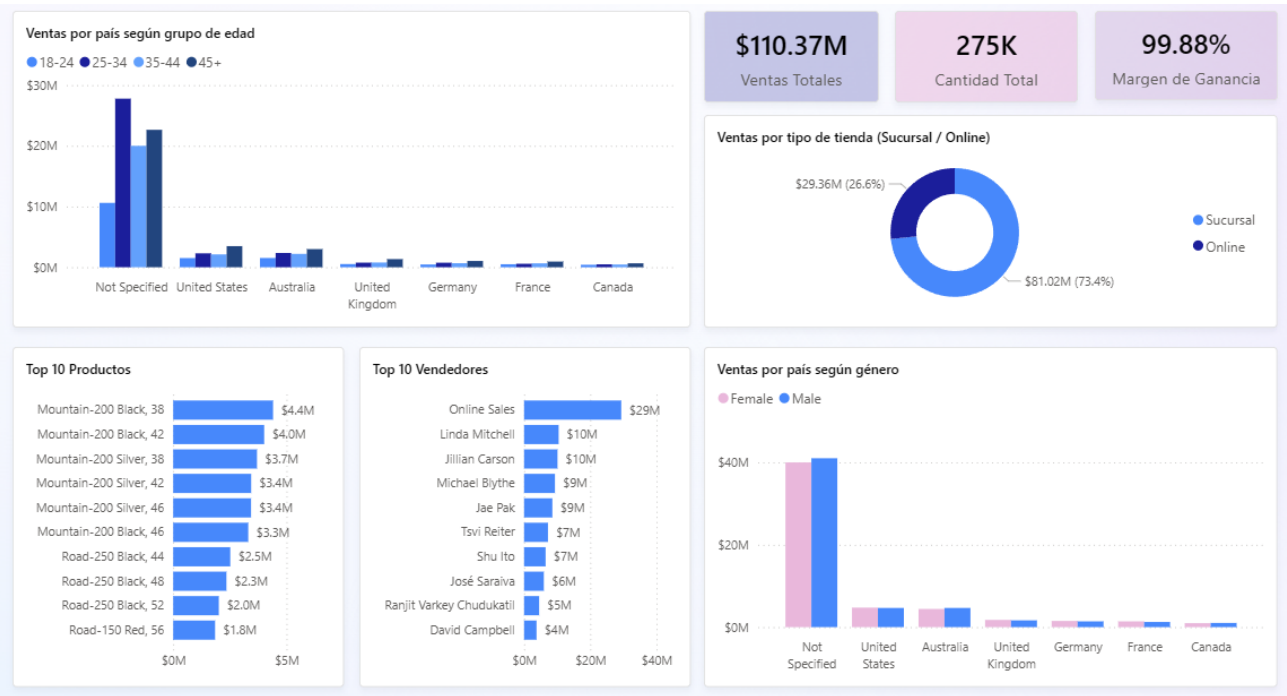 Ventas por país según grupo de edad
18-24 25-34 35-44 45+
$30M
$20M
$10M
$0M
Not Specified United States Australia United Kingdom Germany France Canada
$110.37M
Ventas Totales
275K
Cantidad Total
99.88%
Margen de Ganancia
Ventas por tipo de tienda (Sucursal / Online)
$29.36M (26.6%)
$81.02M (73.4%)
Sucursal
Online
Top 10 Productos
Mountain-200 Black, 38 $4.4M
Mountain-200 Black, 42 $4.0M
Mountain-200 Silver, 38 $3.7M
Mountain-200 Silver, 42 $3.4M
Mountain-200 Silver, 46 $3.4M
Mountain-200 Black, 46 $3.3M
Road-250 Black, 44 $2.5M
Road-250 Black, 48 $2.3M
Road-250 Black, 52 $2.0M
Road-150 Red, 56 $1.8M
$0M $5M
Top 10 Vendedores
Online Sales $29M
Linda Mitchell $10M
Jillian Carson $10M
Michael Blythe $9M
Jae Pak $9M
Tsvi Reiter $7M
Shu Ito $7M
José Saraiva $6M
Ranjit Varkey Chudukatil $5M
David Campbell $4M
$0M $20M $40M
Ventas por país según género
Female Male
$40M
$20M
$0M
Not Specified United States Australia United Kingdom Germany France Canada